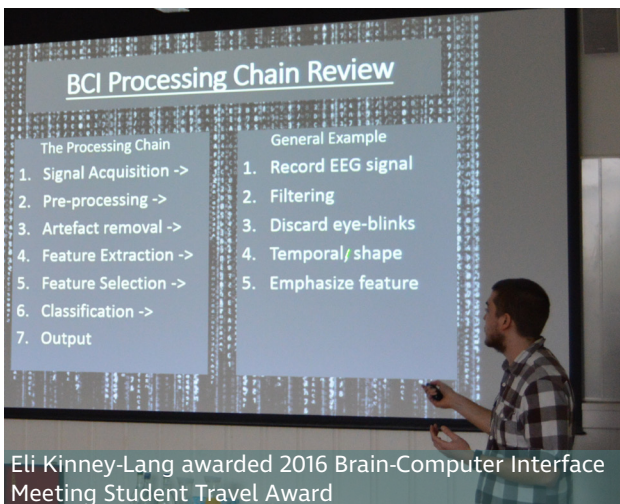 BCI Processing Chain Review
The Processing Chain
1. Signal Acquisition ->
2. Pre-processing ->
3. Artefact removal ->
4. Feature Extraction ->
5. Feature Selection ->
6. Classification ->
7. Output
General Example
1. Record EEG signal
2. Filtering
3. Discard eye-blinks
4. Temporal/ shape
5. Emphasize feature
Eli Kinney-Lang awarded 2016 Brain-Computer Interface
Meeting Student Travel Award